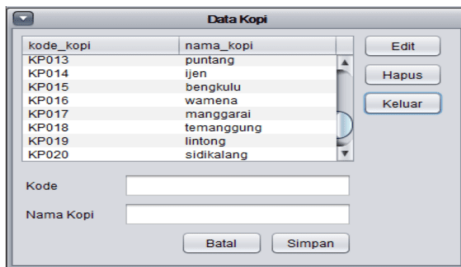 Data Kopi
kode_kopi nama_kopi
KP013 puntang
KP014 ijen
KP015 bengkulu
KP016 wamena
KP017 manggarai
KP018 temanggung
KP019 lintong
KP020 sidikalang
Edit
Hapus
Keluar
Kode
Nama Kopi
Batal Simpan